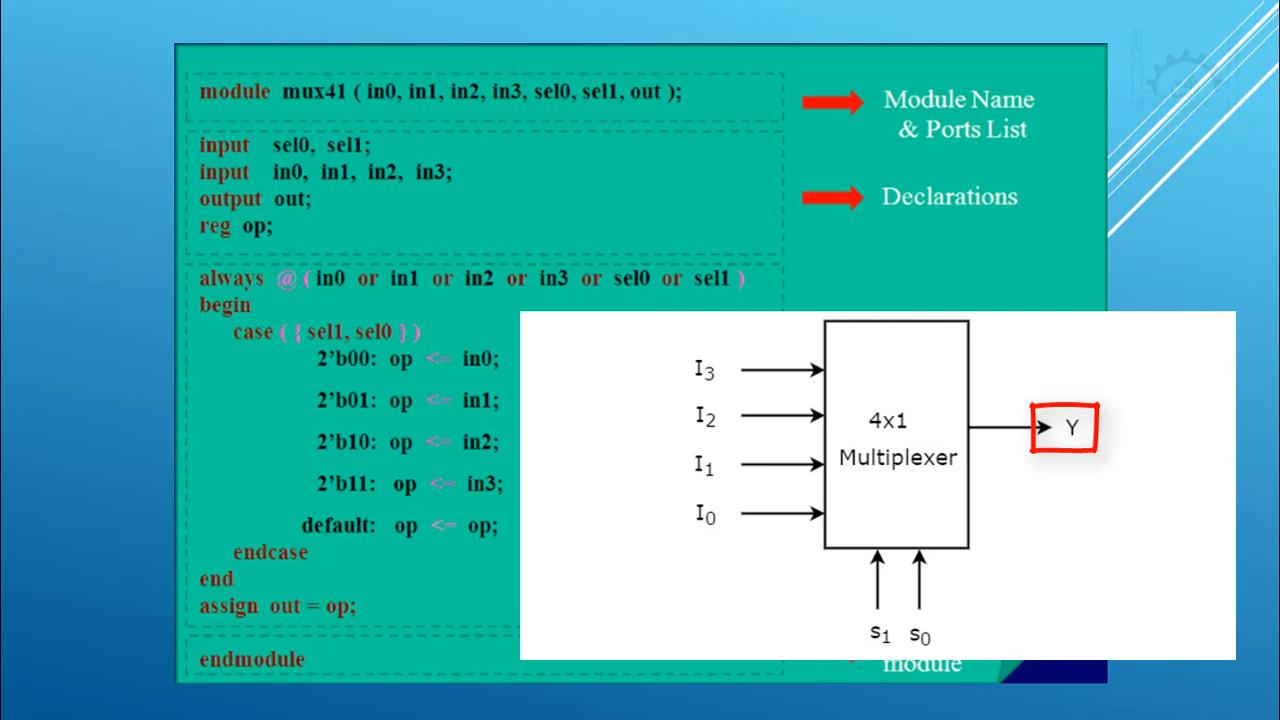 module mux41 ( in0, in1, in2, in3, sel0, sel1, out );
Module Name
& Ports List
input sel0, sel1;
input in0, in1, in2, in3;
output out;
reg op;
Declarations
always @ ( in0 or in1 or in2 or in3 or sel0 or sel1 )
begin
case ( { sel1, sel0 } )
2’b00: op <= in0;
2’b01: op <= in1;
2’b10: op <= in2;
2’b11: op <= in3;
default: op <= op;
endcase
end
assign out = op;
endmodule
module
I₃
I₂
I₁
I₀
4x1
Multiplexer
Y
s₁ s₀